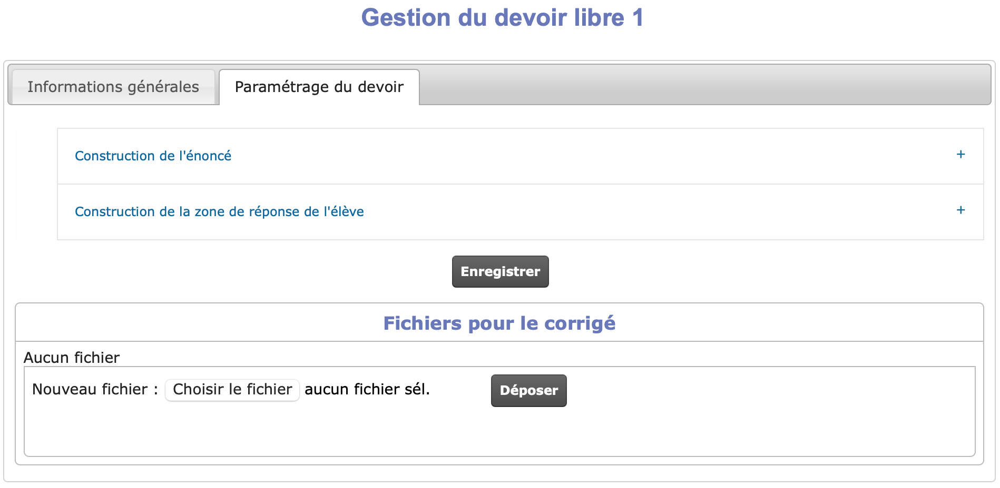 Gestion du devoir libre 1
Informations générales
Paramétrage du devoir
Construction de l'énoncé
+
Construction de la zone de réponse de l'élève
+
Enregistrer
Fichiers pour le corrigé
Aucun fichier
Nouveau fichier : Choisir le fichier aucun fichier sél. Déposer